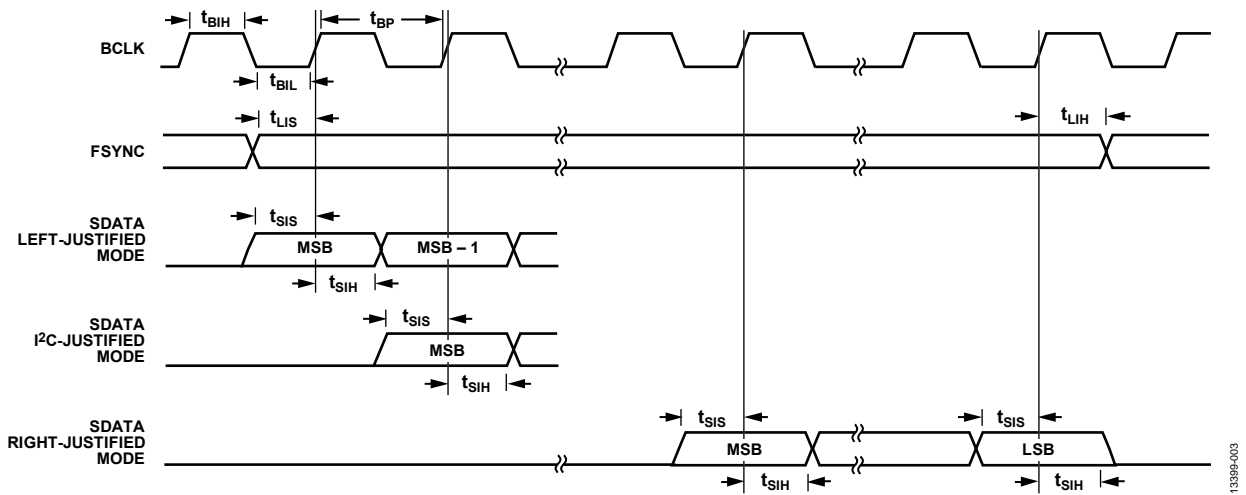 tBIH
tBP
BCLK
tBIL
tLIS
tLIH
FSYNC
SDATA
LEFT-JUSTIFIED
MODE
tSIS
MSB
MSB – 1
tSIH
SDATA
I2C-JUSTIFIED
MODE
tSIS
MSB
tSIH
SDATA
RIGHT-JUSTIFIED
MODE
tSIS
tSIS
MSB
LSB
tSIH
tSIH
13399-003